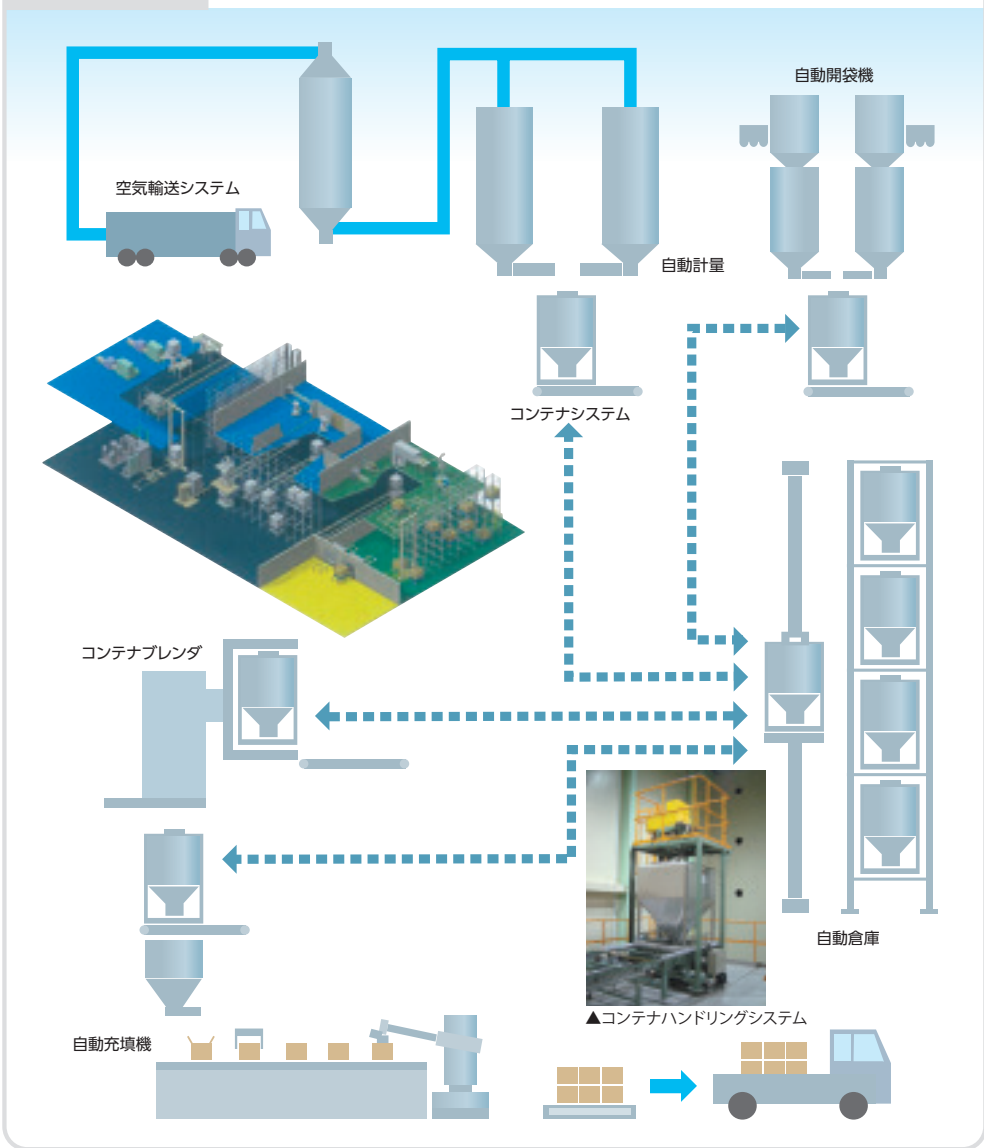 自動開袋機
空気輸送システム
自動計量
コンテナシステム
コンテナブレンダ
自動倉庫
▲コンテナハンドリングシステム
自動充填機